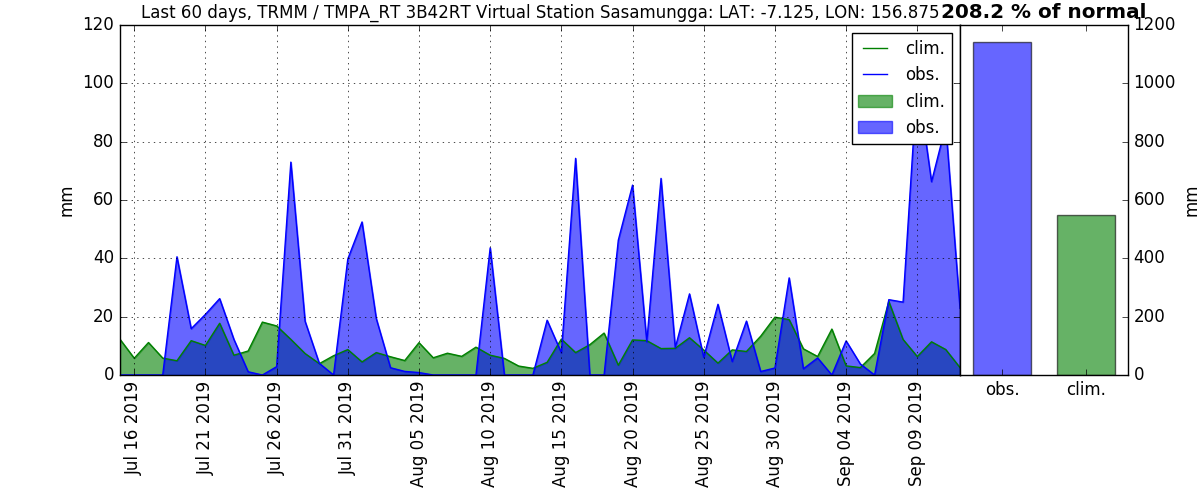 Last 60 days, TRMM / TMPA_RT 3B42RT Virtual Station Sasamungga: LAT: -7.125, LON: 156.875
208.2 % of normal
120
100
80
60
40
20
0
mm
clim.
obs.
clim.
obs.
1200
1000
800
600
400
200
0
mm
obs.
clim.
Jul 16 2019
Jul 21 2019
Jul 26 2019
Jul 31 2019
Aug 05 2019
Aug 10 2019
Aug 15 2019
Aug 20 2019
Aug 25 2019
Aug 30 2019
Sep 04 2019
Sep 09 2019